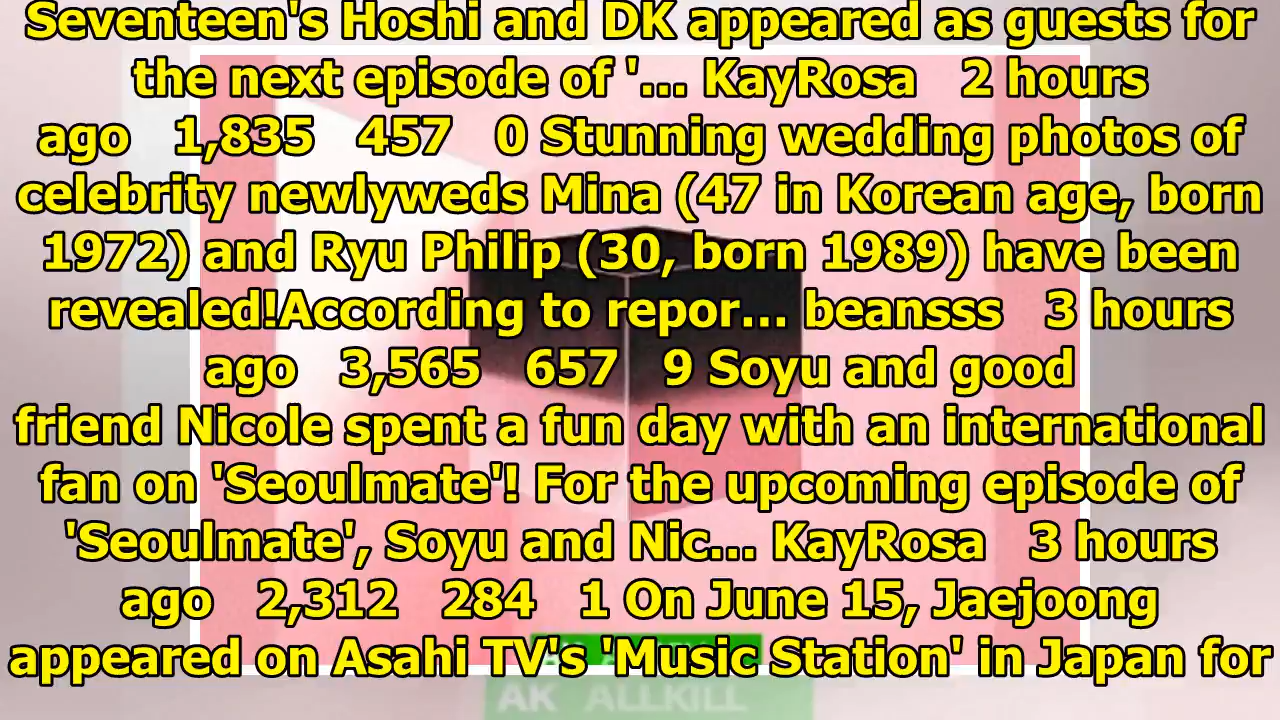 Seventeen's Hoshi and DK appeared as guests for
the next episode of '... KayRosa 2 hours
ago 1,835 457 0 Stunning wedding photos of
celebrity newlyweds Mina (47 in Korean age, born
1972) and Ryu Philip (30, born 1989) have been
revealed!According to repor... beansss 3 hours
ago 3,565 657 9 Soyu and good
friend Nicole spent a fun day with an international
fan on 'Seoulmate'! For the upcoming episode of
'Seoulmate', Soyu and Nic... KayRosa 3 hours
ago 2,312 284 1 On June 15, Jaejoong
appeared on Asahi TV's 'Music Station' in Japan for
AK ALLKILL